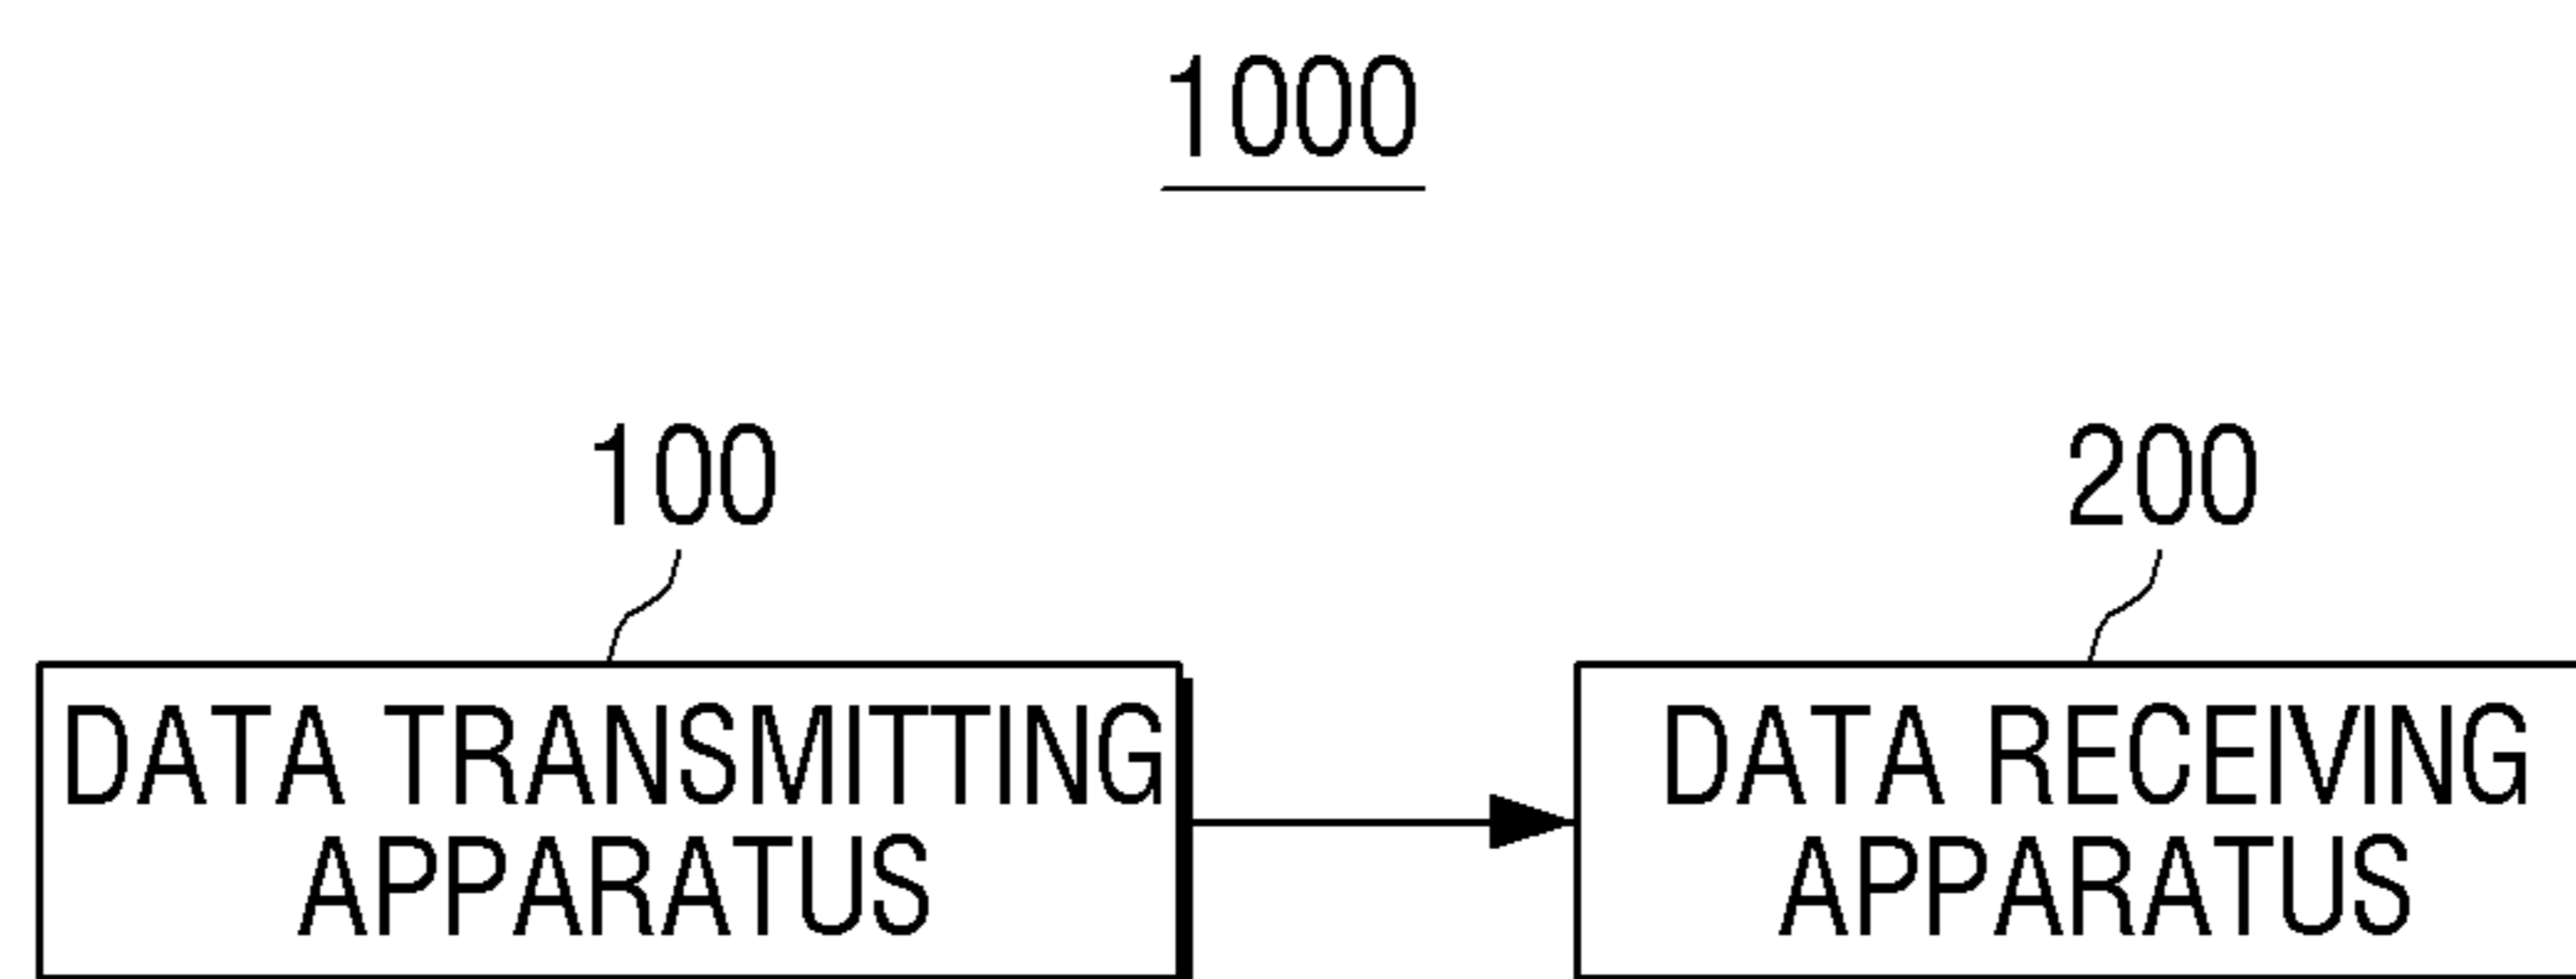 1000
100
200
DATA TRANSMITTING
APPARATUS
DATA RECEIVING
APPARATUS